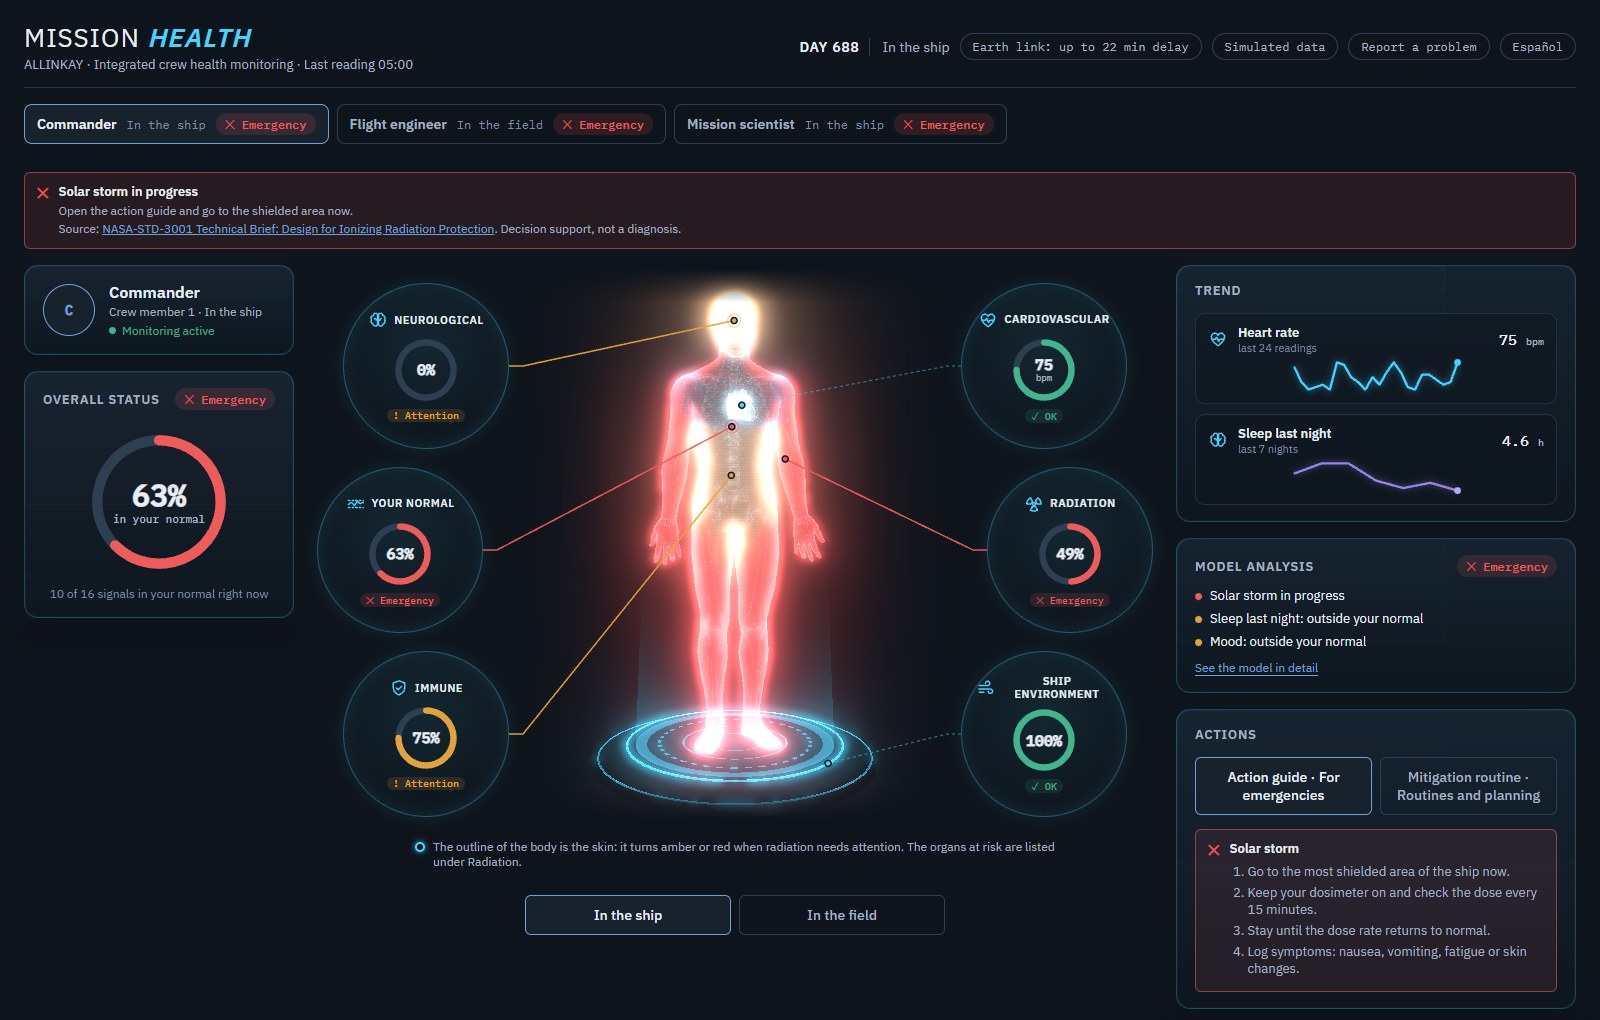 MISSION HEALTH
ALLINKAY · Integrated crew health monitoring · Last reading 05:00
DAY 688
In the ship
Earth link: up to 22 min delay
Simulated data
Report a problem
Español
Commander In the ship ✕ Emergency
Flight engineer In the field ✕ Emergency
Mission scientist In the ship ✕ Emergency
Solar storm in progress
Open the action guide and go to the shielded area now.
Source: NASA-STD-3001 Technical Brief: Design for Ionizing Radiation Protection. Decision support, not a diagnosis.
C
Commander
Crew member 1 · In the ship
Monitoring active
OVERALL STATUS
✕ Emergency
63%
in your normal
10 of 16 signals in your normal right now
NEUROLOGICAL
0%
! Attention
YOUR NORMAL
63%
✕ Emergency
IMMUNE
75%
! Attention
CARDIOVASCULAR
75
bpm
✓ OK
RADIATION
49%
✕ Emergency
SHIP
ENVIRONMENT
100%
✓ OK
The outline of the body is the skin: it turns amber or red when radiation needs attention. The organs at risk are listed
under Radiation.
In the ship
In the field
TREND
Heart rate
last 24 readings
75 bpm
Sleep last night
last 7 nights
4.6 h
MODEL ANALYSIS
✕ Emergency
Solar storm in progress
Sleep last night: outside your normal
Mood: outside your normal
See the model in detail
ACTIONS
Action guide · For
emergencies
Mitigation routine ·
Routines and planning
Solar storm
1. Go to the most shielded area of the ship now.
2. Keep your dosimeter on and check the dose every
15 minutes.
3. Stay until the dose rate returns to normal.
4. Log symptoms: nausea, vomiting, fatigue or skin
changes.